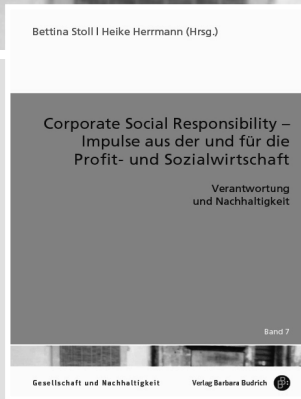 Bettina Stoll | Heike Herrmann (Hrsg.)
Corporate Social Responsibility –
Impulse aus der und für die
Profit- und Sozialwirtschaft
Verantwortung
und Nachhaltigkeit
Band 7
Gesellschaft und Nachhaltigkeit
Verlag Barbara Budrich